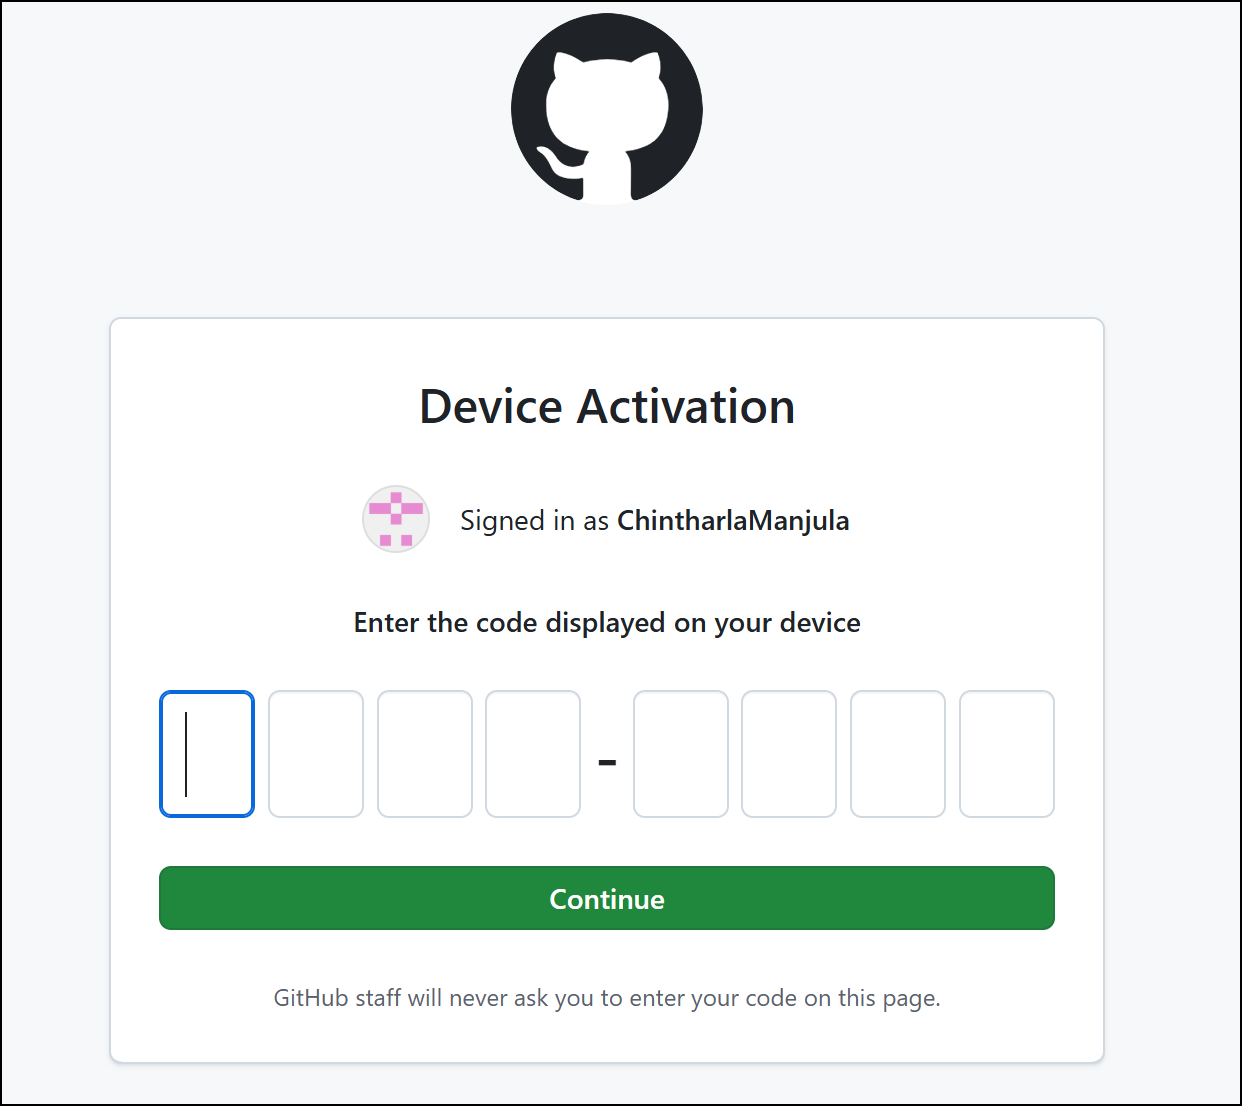 Device Activation
Signed in as ChintharlaManjula
Enter the code displayed on your device
-
Continue
GitHub staff will never ask you to enter your code on this page.